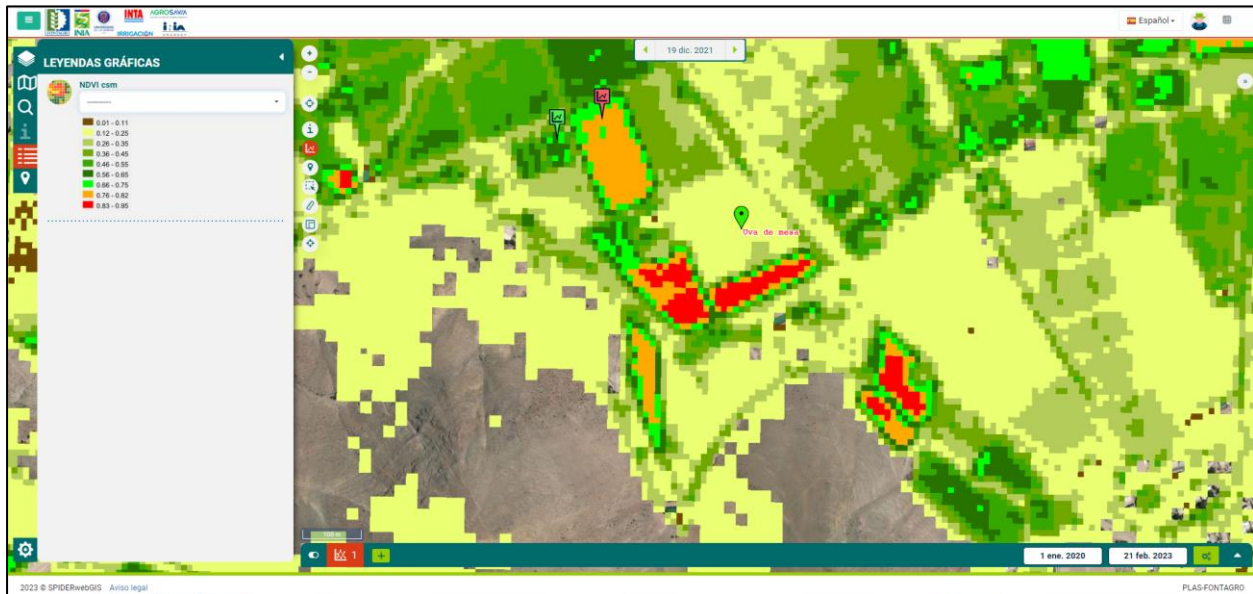 INIA
INTA
IRRIGACIÓN
AGROSAVIA
Español
LEYENDAS GRÁFICAS
19 dic. 2021
NDVI csm
----------
0.01 - 0.11
0.12 - 0.25
0.26 - 0.35
0.36 - 0.45
0.46 - 0.55
0.56 - 0.65
0.66 - 0.75
0.76 - 0.82
0.83 - 0.95
Uva de mesa
100 m
1
1 ene. 2020
21 feb. 2023
2023 © SPIDERwebGIS Aviso legal
PLAS-FONTAGRO